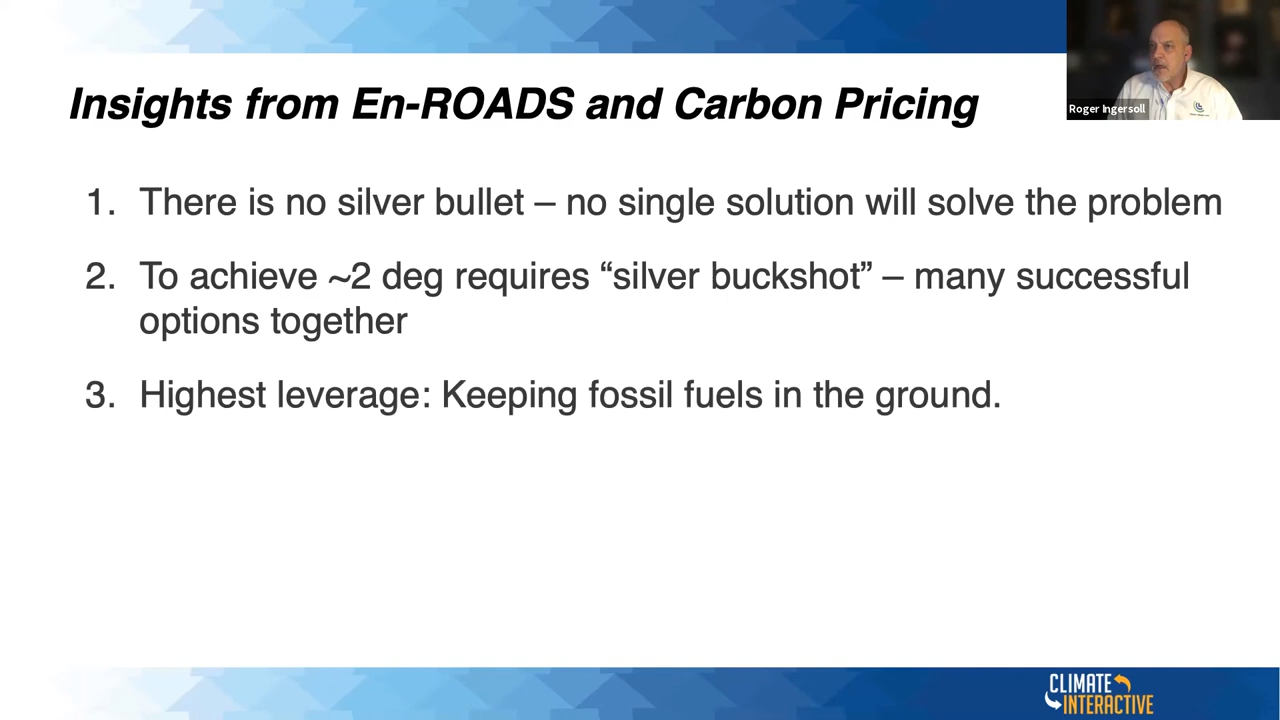 Insights from En-ROADS and Carbon Pricing
Roger Ingersoll
1. There is no silver bullet – no single solution will solve the problem
2. To achieve ~2 deg requires “silver buckshot” – many successful
options together
3. Highest leverage: Keeping fossil fuels in the ground.
CLIMATE
INTERACTIVE